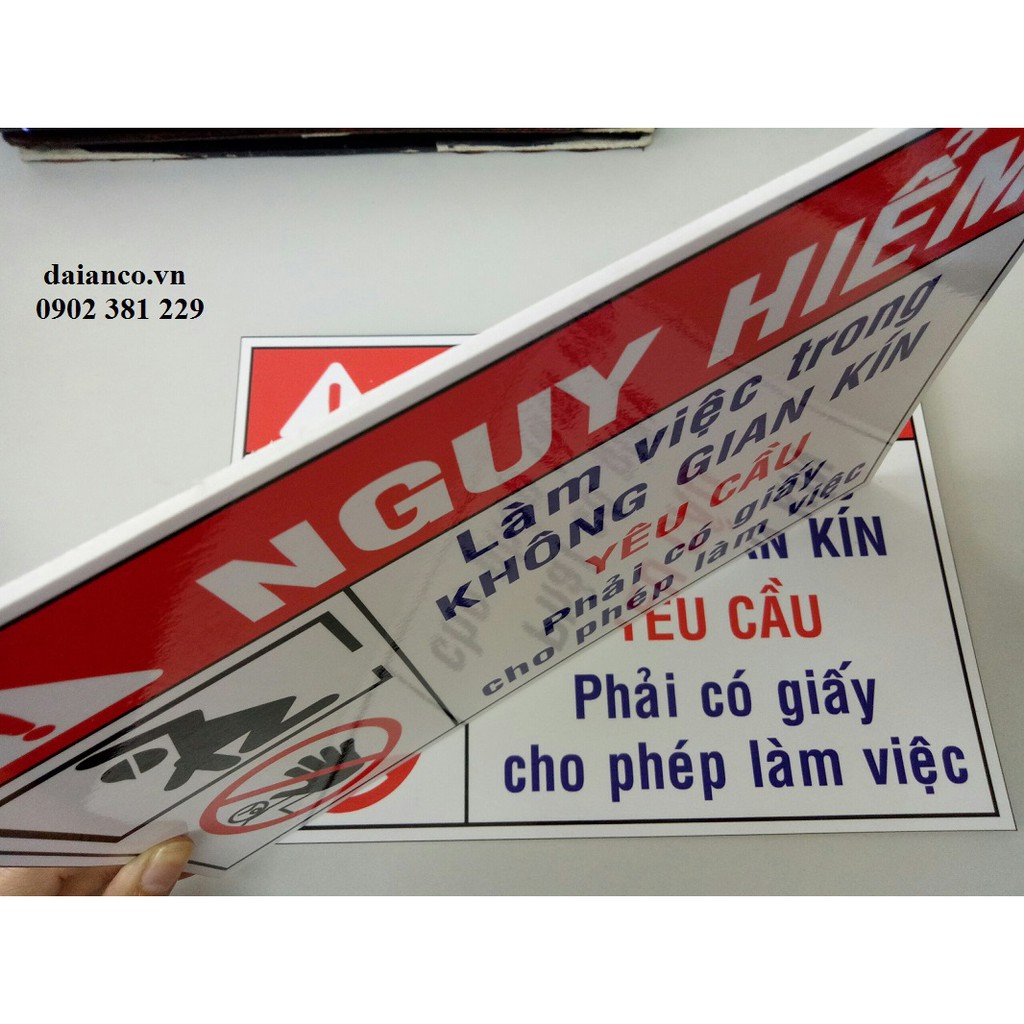 daianco.vn
0902 381 229
NGUY HIỂM
Làm việc trong
KHÔNG GIAN KÍN
YÊU CẦU
Phải có giấy
cho phép làm việc
KÍN
YÊU CẦU
Phải có giấy
cho phép làm việc